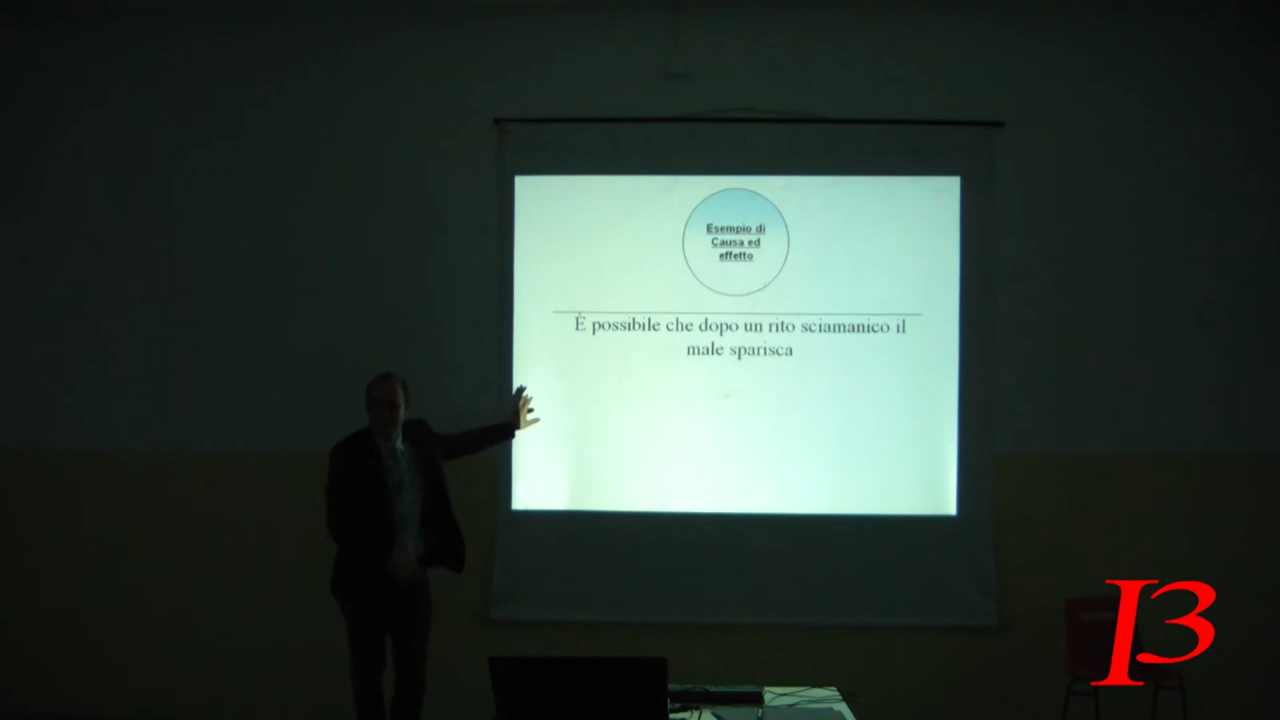 Esempio di
Causa ed
effetto
È possibile che dopo un rito sciamanico il
male sparisca
I3